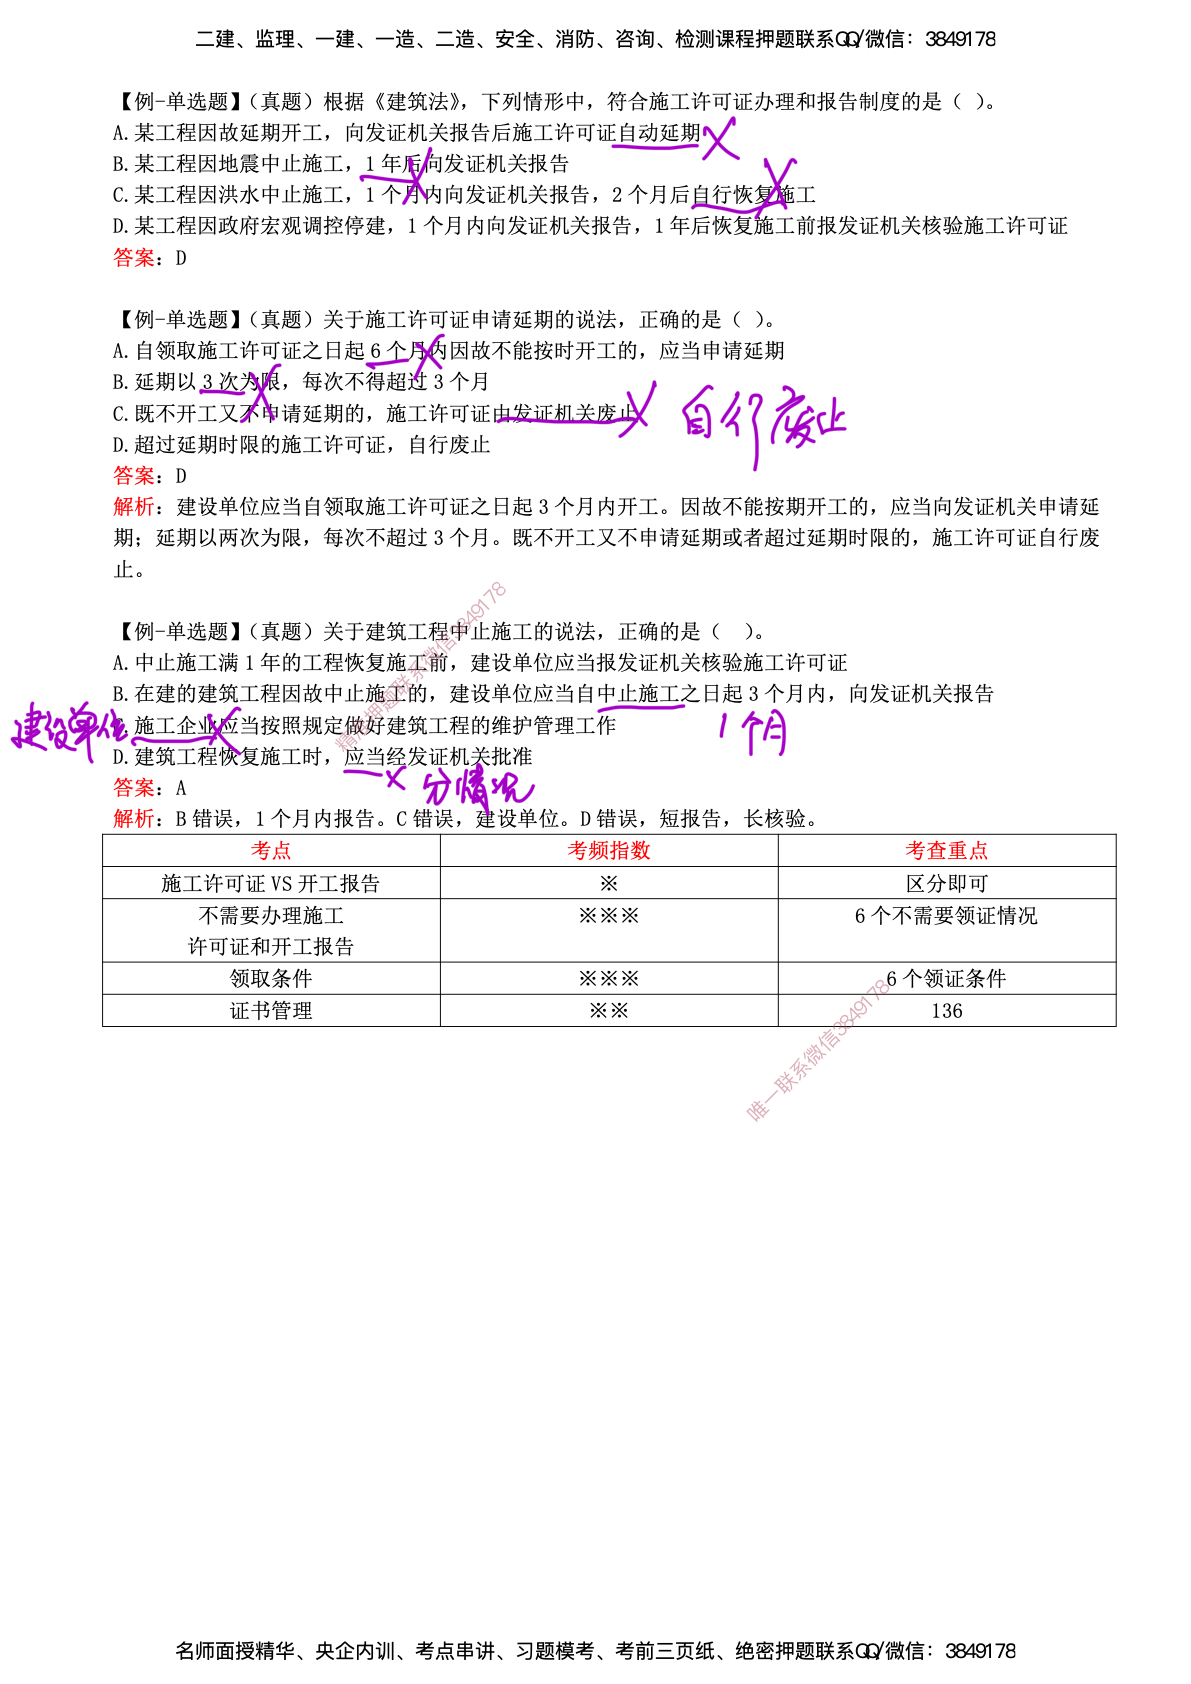 二建、监理、一建、一造、二造、安全、消防、咨询、检测课程押题联系QQ/微信：3849178
【例-单选题】（真题）根据《建筑法》，下列情形中，符合施工许可证办理和报告制度的是（ ）。
A.某工程因故延期开工，向发证机关报告后施工许可证自动延期
B.某工程因地震中止施工，1 年后向发证机关报告
C.某工程因洪水中止施工，1 个月内向发证机关报告，2 个月后自行恢复施工
D.某工程因政府宏观调控停建，1 个月内向发证机关报告，1 年后恢复施工前报发证机关核验施工许可证
答案：D
【例-单选题】（真题）关于施工许可证申请延期的说法，正确的是（ ）。
A.自领取施工许可证之日起 6 个月内因故不能按时开工的，应当申请延期
B.延期以 3 次为限，每次不得超过 3 个月
C.既不开工又不申请延期的，施工许可证由发证机关废止 自行废止
D.超过延期时限的施工许可证，自行废止
答案：D
解析：建设单位应当自领取施工许可证之日起 3 个月内开工。因故不能按期开工的，应当向发证机关申请延
期；延期以两次为限，每次不超过 3 个月。既不开工又不申请延期或者超过延期时限的，施工许可证自行废
止。
【例-单选题】（真题）关于建筑工程中止施工的说法，正确的是（ ）。
A.中止施工满 1 年的工程恢复施工前，建设单位应当报发证机关核验施工许可证
B.在建的建筑工程因故中止施工的，建设单位应当自中止施工之日起 3 个月内，向发证机关报告
建设单位 C.施工企业应当按照规定做好建筑工程的维护管理工作 1个月
D.建筑工程恢复施工时，应当经发证机关批准
答案：A 分情况
解析：B 错误，1 个月内报告。C 错误，建设单位。D 错误，短报告，长核验。
考点 考频指数 考查重点
施工许可证 VS 开工报告 ※ 区分即可
不需要办理施工 ※※※ 6 个不需要领证情况
许可证和开工报告
领取条件 ※※※ 6 个领证条件
证书管理 ※※ 136
精准押题联系微信3849178
唯一联系微信3849178
名师面授精华、央企内训、考点串讲、习题模考、考前三页纸、绝密押题联系QQ/微信：3849178